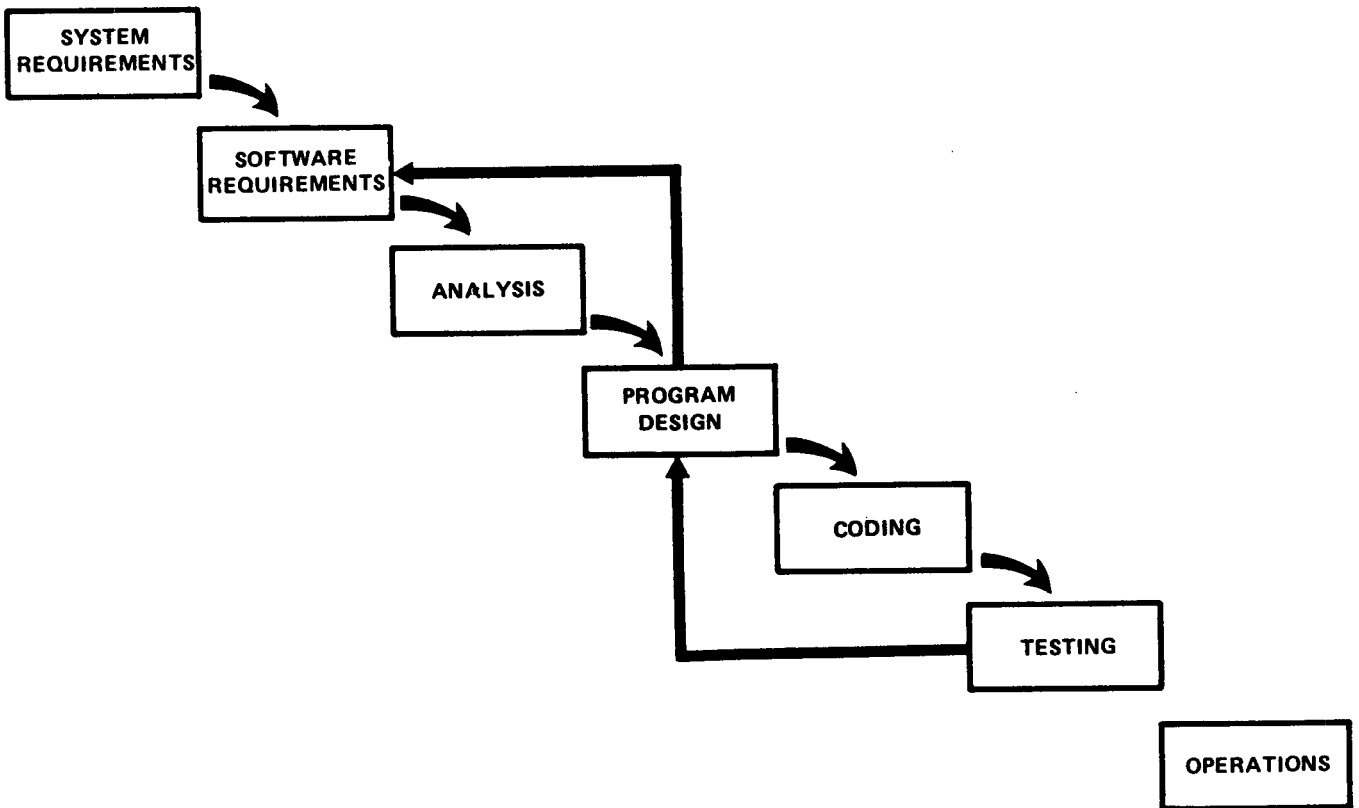 SYSTEM
REQUIREMENTS
SOFTWARE
REQUIREMENTS
ANALYSIS
PROGRAM
DESIGN
CODING
TESTING
OPERATIONS